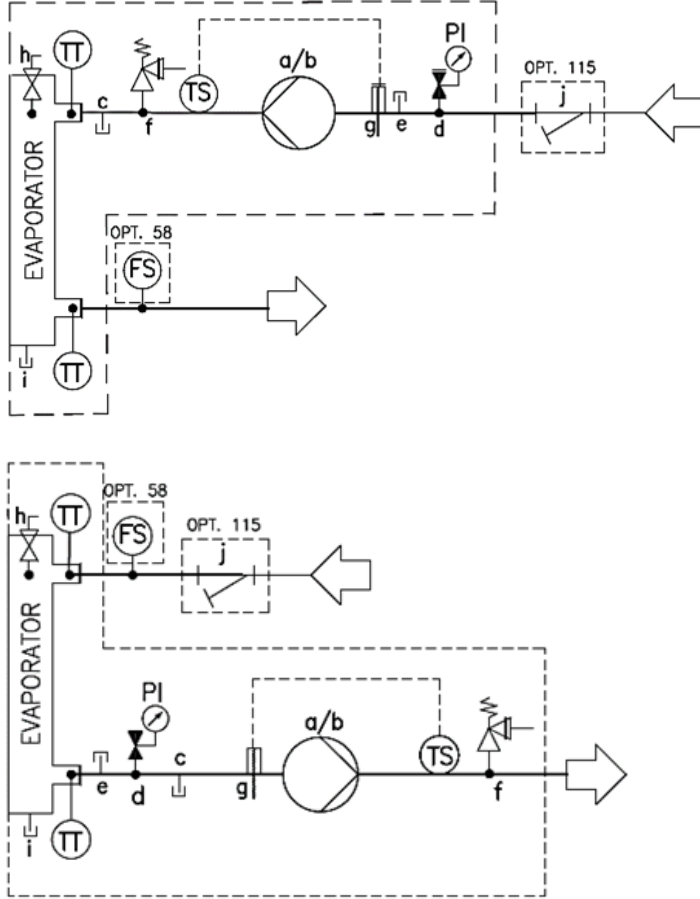 h
TT
PI
a/b
OPT. 115
j
c
f
TS
g
e
d
EVAPORATOR
OPT. 58
FS
i
TT
OPT. 58
OPT. 115
h
TT
FS
j
EVAPORATOR
PI
a/b
c
TS
e
d
g
f
i
TT